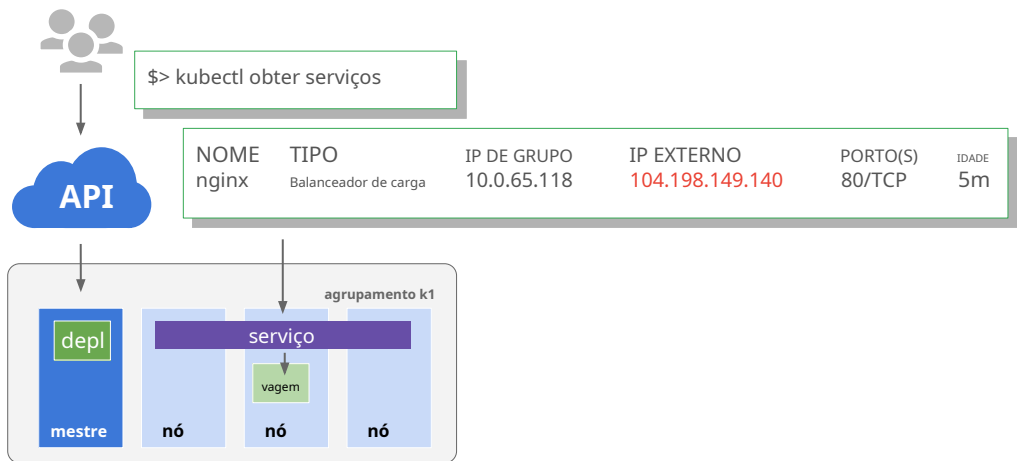 $> kubectl obter serviços
NOME TIPO IP DE GRUPO IP EXTERNO PORTO(S) IDADE
nginx Balanceador de carga 10.0.65.118 104.198.149.140 80/TCP 5m
API
agrupamento k1
depl
serviço
vagem
mestre nó nó nó